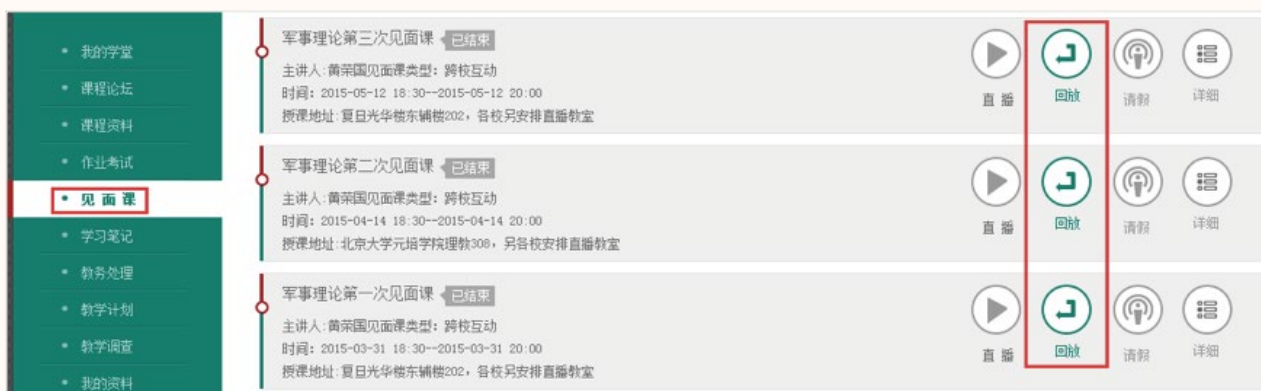 我的学堂
课程论坛
课程资料
作业考试
见面课
学习笔记
教务处理
教学计划
教学调查
我的资料
军事理论第三次见面课 已结束
主讲人:黄荣国见面课类型: 跨校互动
时间: 2015-05-12 18:30--2015-05-12 20:00
授课地址:复旦光华楼东辅楼202, 各校另安排直播教室
直播 回放 请假 详细
军事理论第二次见面课 已结束
主讲人:黄荣国见面课类型: 跨校互动
时间: 2015-04-14 18:30--2015-04-14 20:00
授课地址:北京大学元培学院理教308, 另各校安排直播教室
直播 回放 请假 详细
军事理论第一次见面课 已结束
主讲人:黄荣国见面课类型: 跨校互动
时间: 2015-03-31 18:30--2015-03-31 20:00
授课地址:复旦光华楼东辅楼202, 各校另安排直播教室
直播 回放 请假 详细